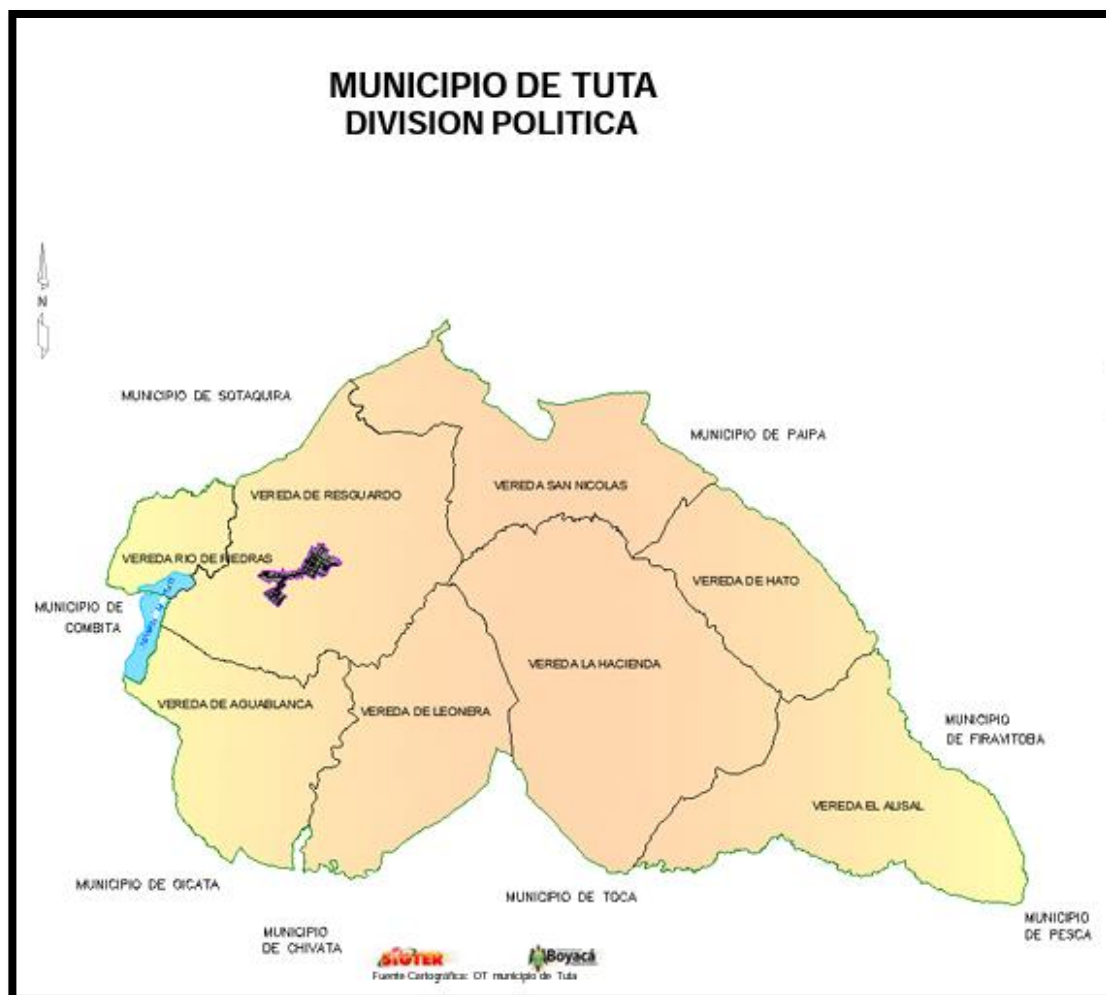 MUNICIPIO DE TUTA
DIVISION POLITICA
N
MUNICIPIO DE SOTAQUIRA
MUNICIPIO DE PAIPA
VEREDA SAN NICOLAS
VEREDA DE RESGUARDO
VEREDA RIO DE PIEDRAS
VEREDA DE HATO
MUNICIPIO DE
COMBITA
VEREDA LA HACIENDA
VEREDA DE AGUABLANCA
VEREDA DE LEONERA
MUNICIPIO
DE FIRAVITOBA
VEREDA EL ALISAL
MUNICIPIO DE OICATA
MUNICIPIO DE TOCA
MUNICIPIO
DE PESCA
MUNICIPIO
DE CHIVATA
SIGTER
Boyacá
Fuente Cartográfica: OT municipio de Tuta